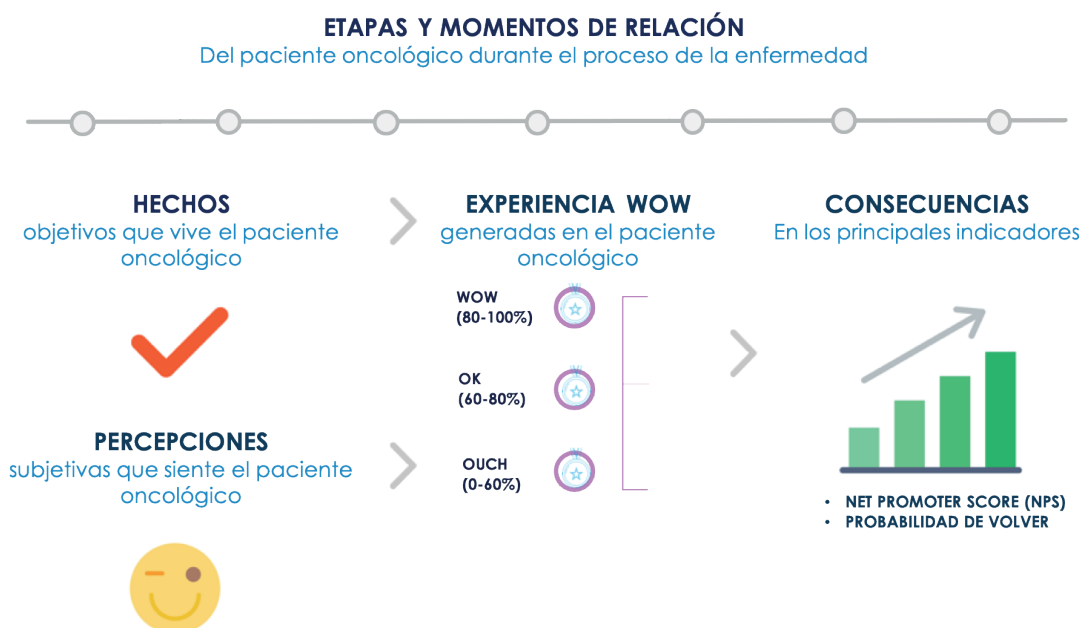 ETAPAS Y MOMENTOS DE RELACIÓN
Del paciente oncológico durante el proceso de la enfermedad
HECHOS
objetivos que vive el paciente
oncológico
EXPERIENCIA WOW
generadas en el paciente
oncológico
CONSECUENCIAS
En los principales indicadores
WOW
(80-100%)
OK
(60-80%)
OUCH
(0-60%)
PERCEPCIONES
subjetivas que siente el paciente
oncológico
• NET PROMOTER SCORE (NPS)
• PROBABILIDAD DE VOLVER